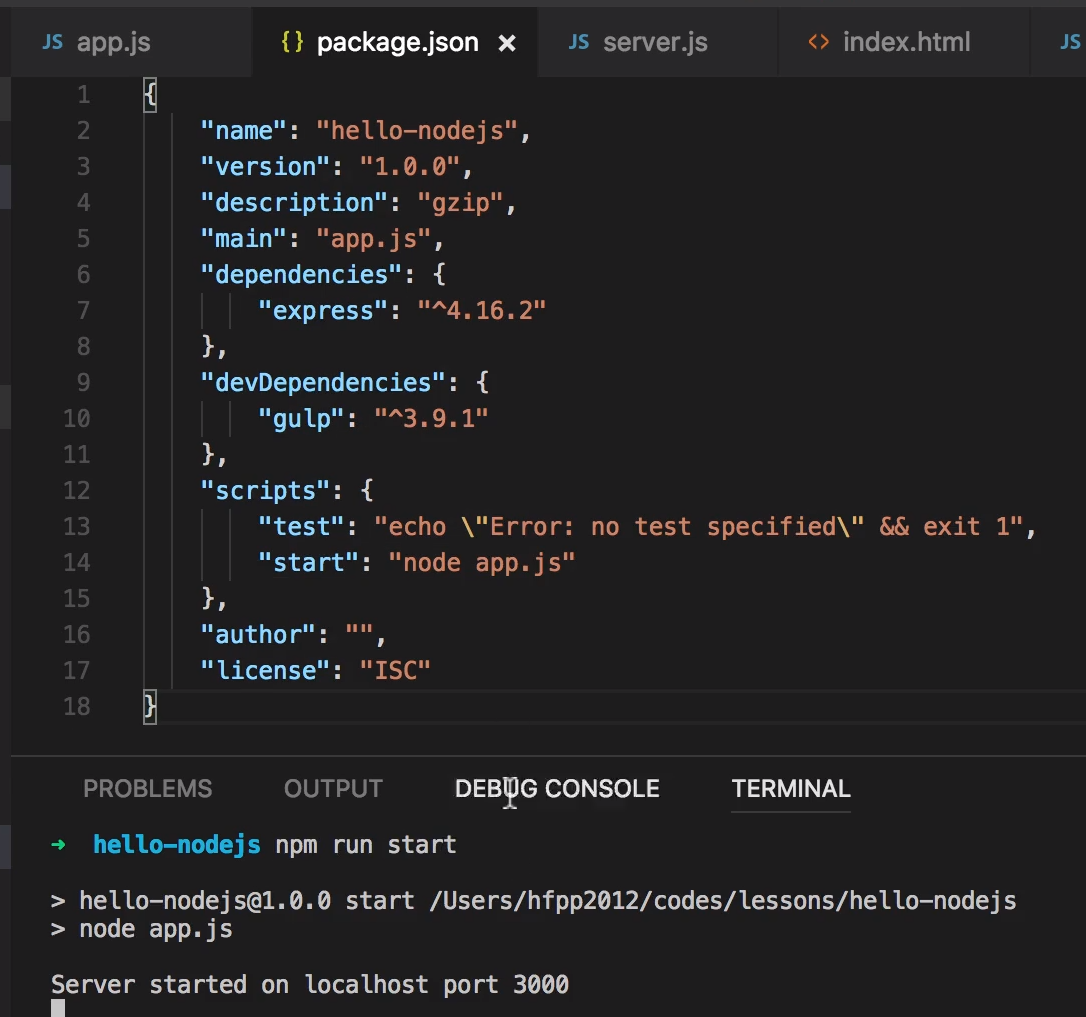 JS app.js {} package.json × JS server.js <> index.html JS
1 {
2 "name": "hello-nodejs",
3 "version": "1.0.0",
4 "description": "gzip",
5 "main": "app.js",
6 "dependencies": {
7 "express": "^4.16.2"
8 },
9 "devDependencies": {
10 "gulp": "^3.9.1"
11 },
12 "scripts": {
13 "test": "echo \"Error: no test specified\" && exit 1",
14 "start": "node app.js"
15 },
16 "author": "",
17 "license": "ISC"
18 }
PROBLEMS OUTPUT DEBUG CONSOLE TERMINAL
➜ hello-nodejs npm run start
> hello-nodejs@1.0.0 start /Users/hfpp2012/codes/lessons/hello-nodejs
> node app.js
Server started on localhost port 3000